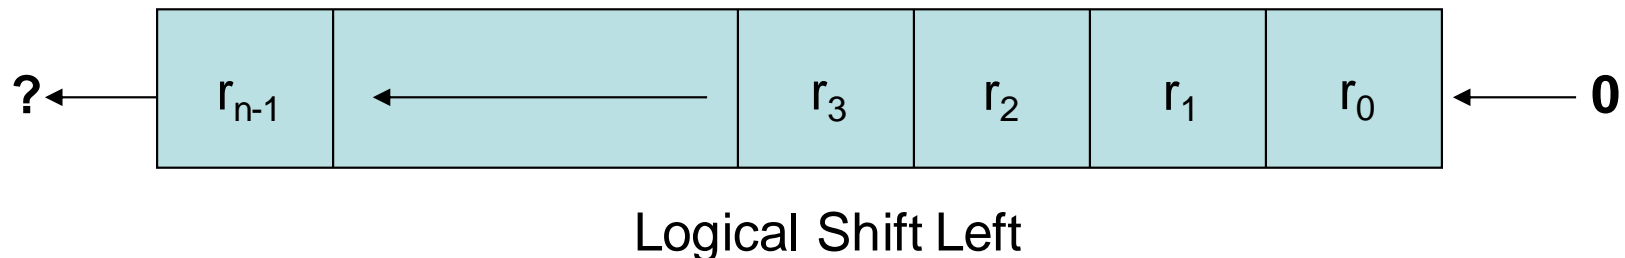 ? rₙ₋₁ r₃ r₂ r₁ r₀ 0
Logical Shift Left